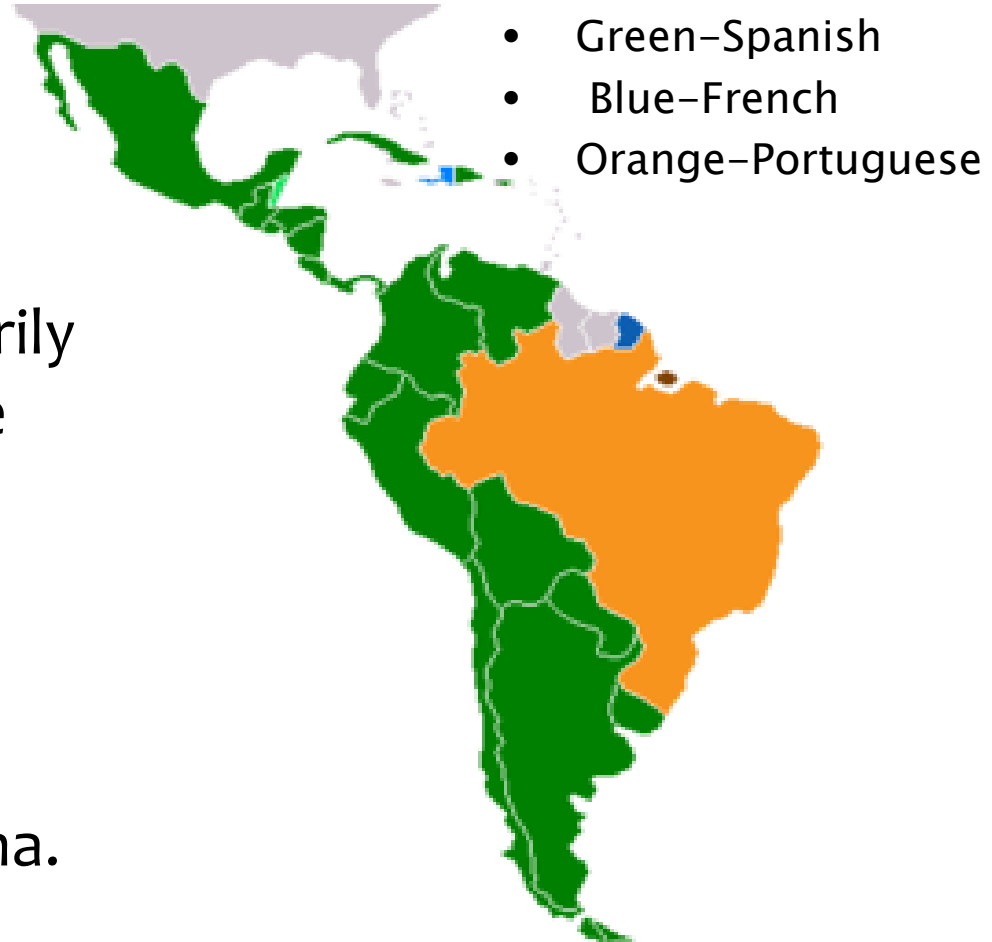 • Green–Spanish
• Blue–French
• Orange–Portuguese
rily
e
na.